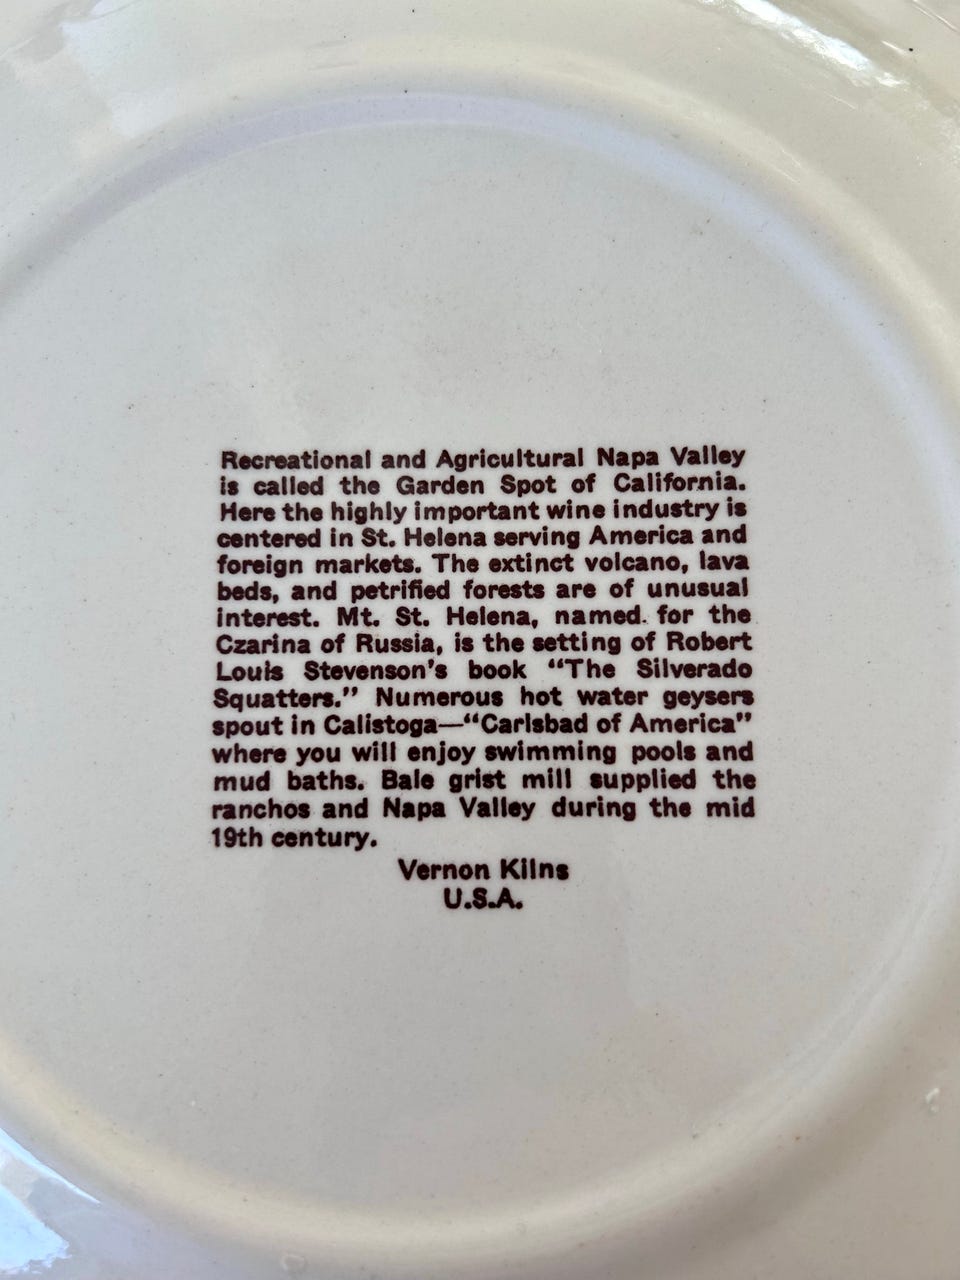 Recreational and Agricultural Napa Valley
is called the Garden Spot of California.
Here the highly important wine industry is
centered in St. Helena serving America and
foreign markets. The extinct volcano, lava
beds, and petrified forests are of unusual
interest. Mt. St. Helena, named. for the
Czarina of Russia, is the setting of Robert
Louis Stevenson's book “The Silverado
Squatters.” Numerous hot water geysers
spout in Calistoga—“Carlsbad of America”
where you will enjoy swimming pools and
mud baths. Bale grist mill supplied the
ranchos and Napa Valley during the mid
19th century.
Vernon Kilns
U.S.A.